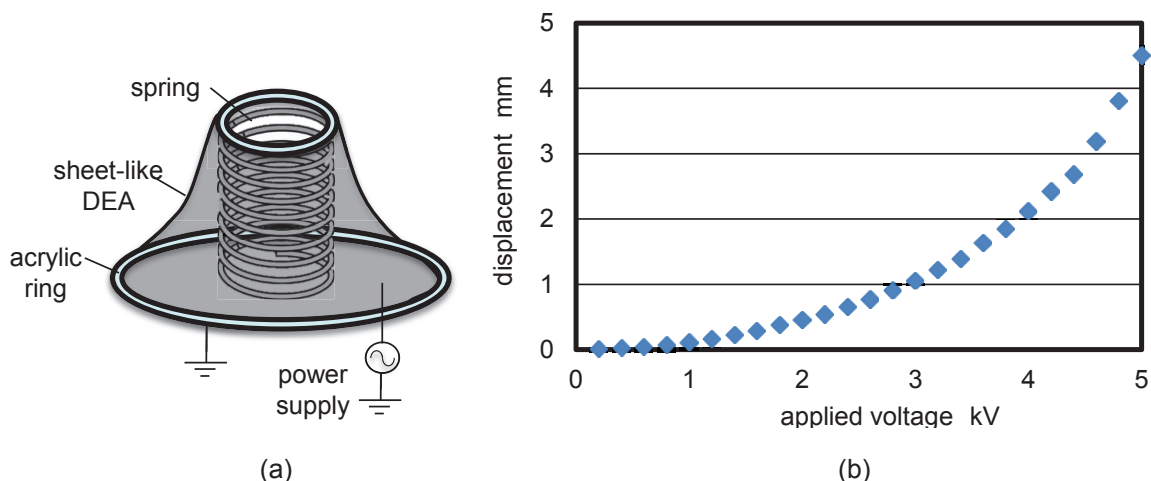 spring
sheet-like
DEA
acrylic
ring
power
supply
(a)
displacement mm
5
4
3
2
1
0
0 1 2 3 4 5
applied voltage kV
(b)